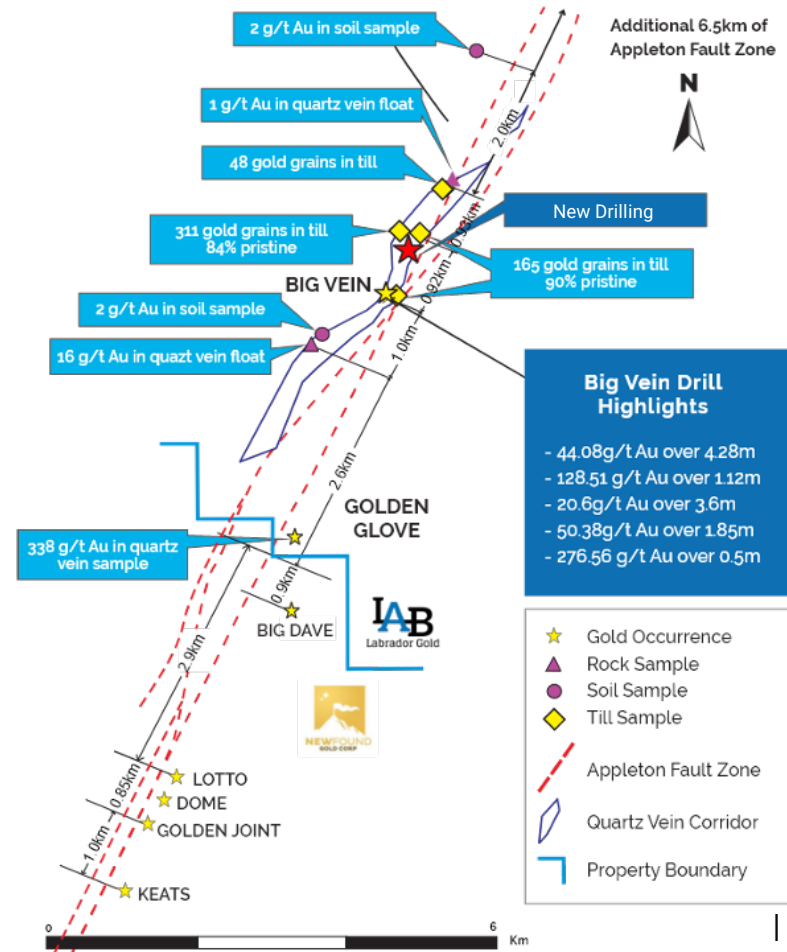 2 g/t Au in soil sample
Additional 6.5km of
Appleton Fault Zone
N
1 g/t Au in quartz vein float
2.0km
48 gold grains in till
New Drilling
311 gold grains in till
84% pristine
0.93km
165 gold grains in till
90% pristine
BIG VEIN
0.92km
2 g/t Au in soil sample
16 g/t Au in quazt vein float
1.0km
Big Vein Drill
Highlights
- 44.08g/t Au over 4.28m
- 128.51 g/t Au over 1.12m
- 20.6g/t Au over 3.6m
- 50.38g/t Au over 1.85m
- 276.56 g/t Au over 0.5m
2.6km
GOLDEN
GLOVE
338 g/t Au in quartz
vein sample
0.9km
BIG DAVE
LAB
Labrador Gold
2.9km
NEWFOUND
GOLD CORP
LOTTO
0.85km
DOME
GOLDEN JOINT
1.0km
KEATS
Gold Occurrence
Rock Sample
Soil Sample
Till Sample
Appleton Fault Zone
Quartz Vein Corridor
Property Boundary
0
6
Km